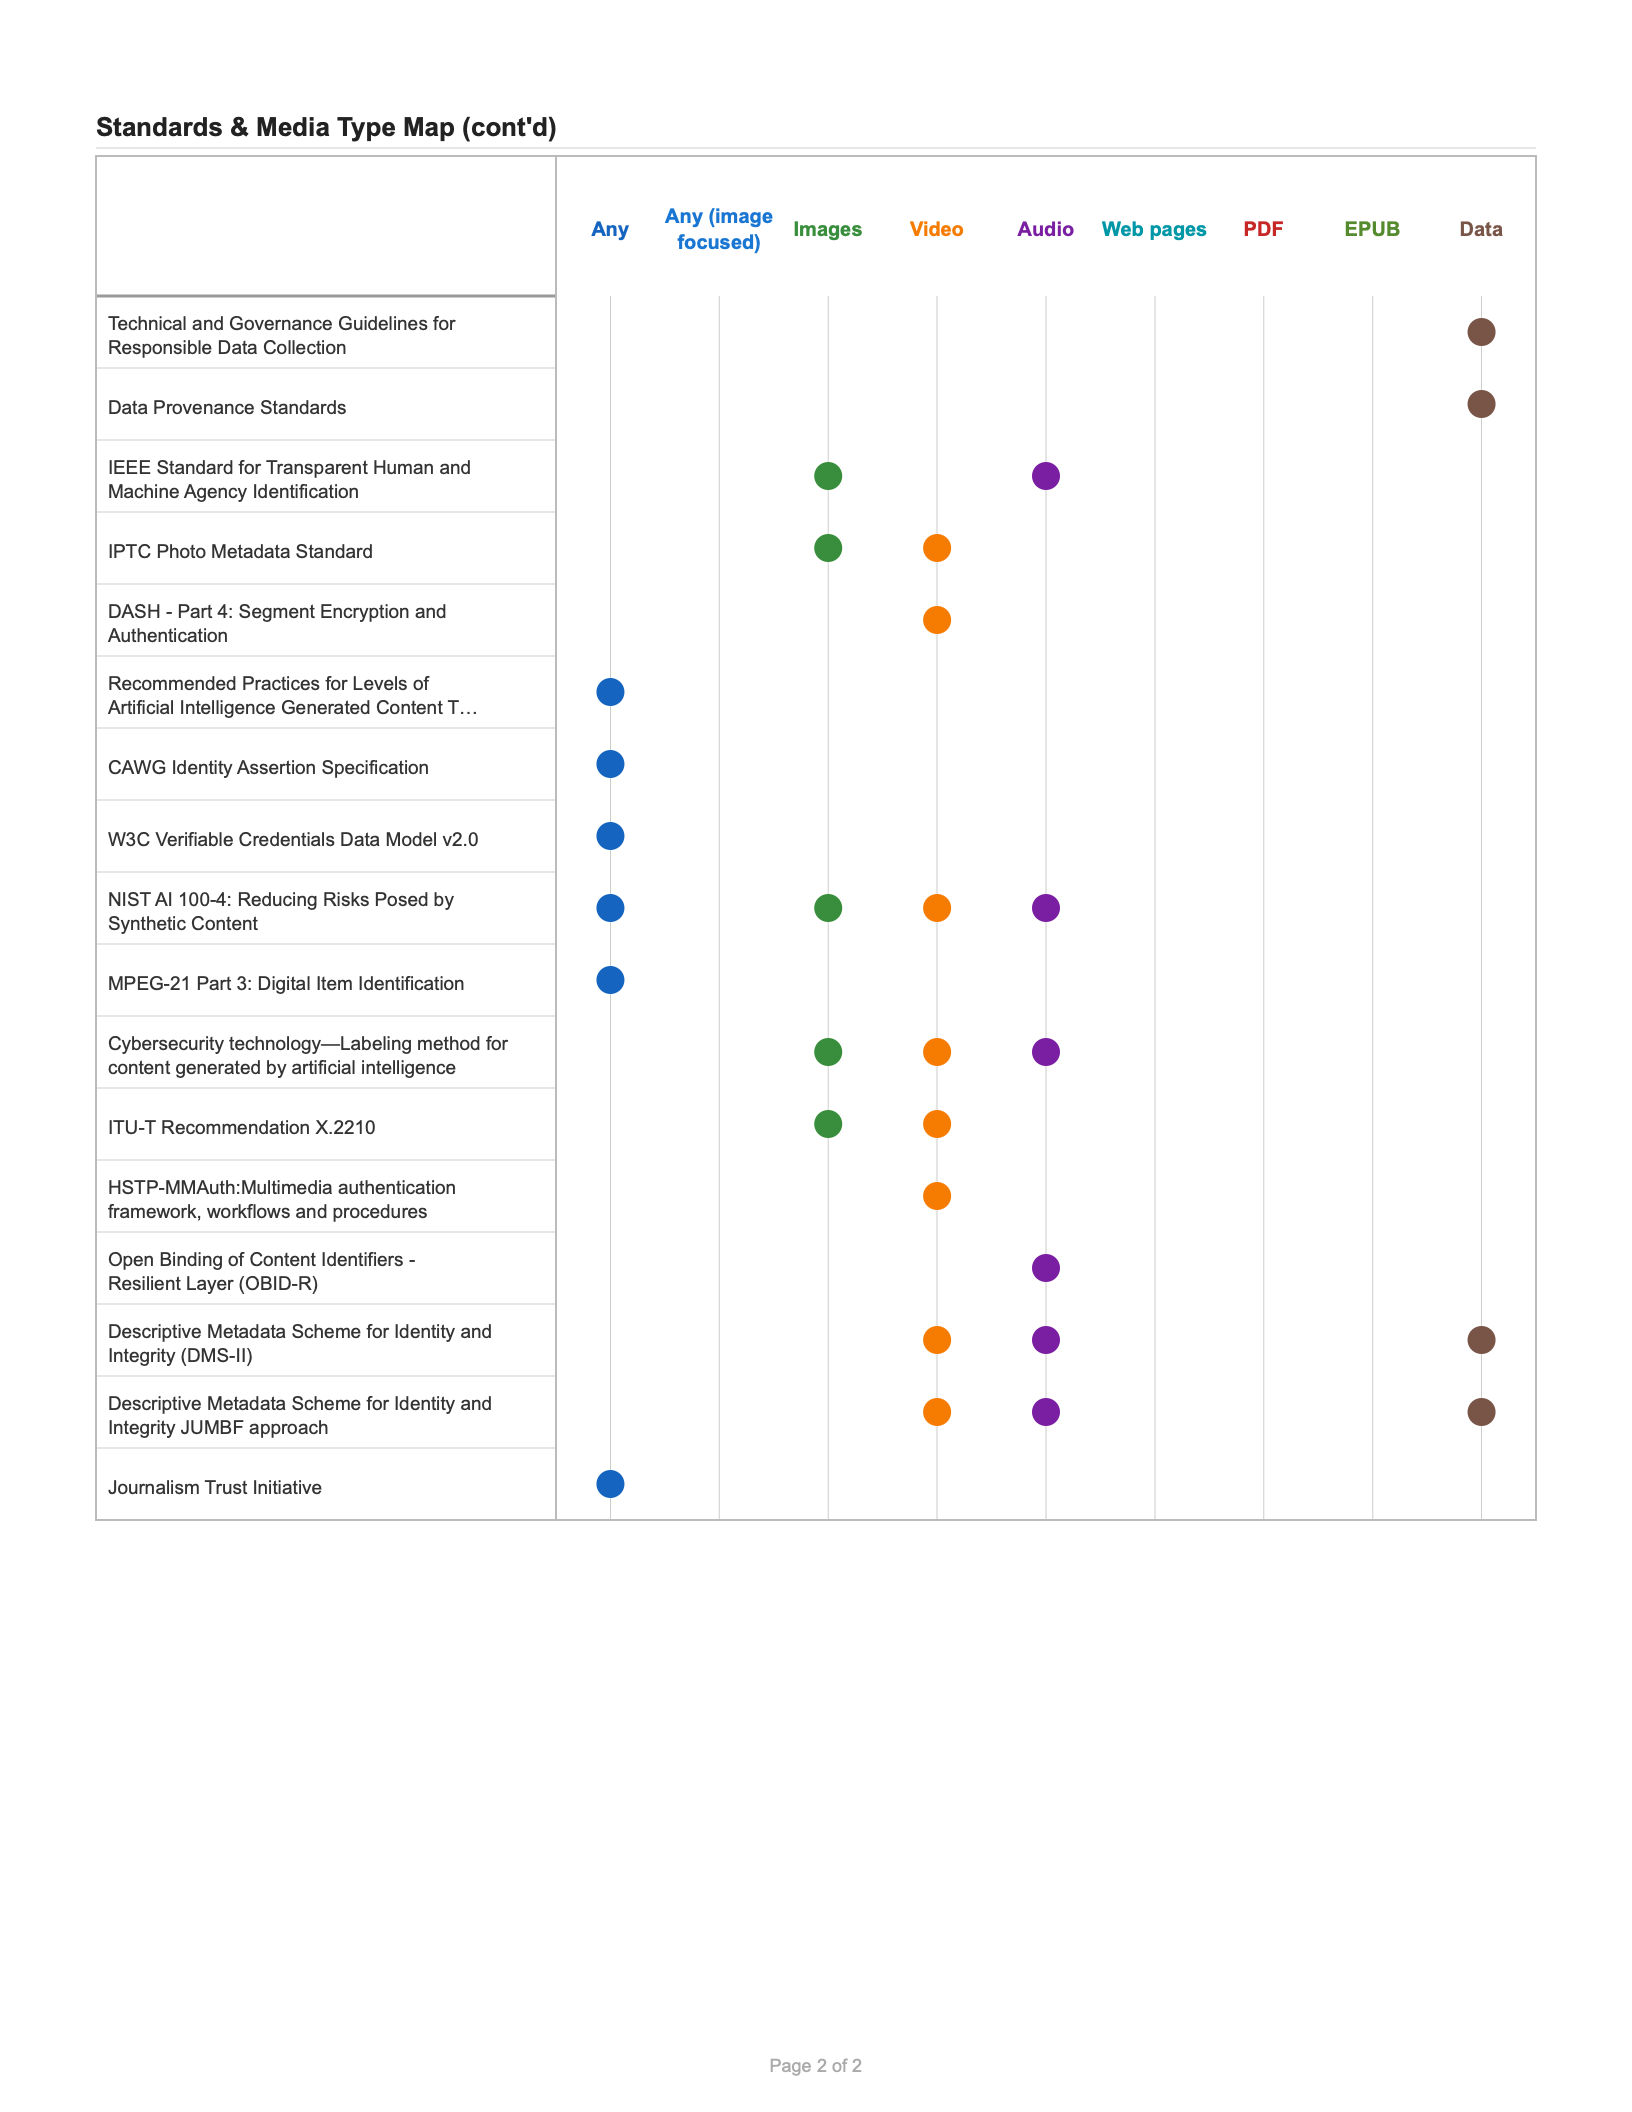 Standards & Media Type Map (cont'd)
Any
Any (image
focused)
Images
Video
Audio
Web pages
PDF
EPUB
Data
Technical and Governance Guidelines for
Responsible Data Collection
Data Provenance Standards
IEEE Standard for Transparent Human and
Machine Agency Identification
IPTC Photo Metadata Standard
DASH - Part 4: Segment Encryption and
Authentication
Recommended Practices for Levels of
Artificial Intelligence Generated Content T…
CAWG Identity Assertion Specification
W3C Verifiable Credentials Data Model v2.0
NIST AI 100-4: Reducing Risks Posed by
Synthetic Content
MPEG-21 Part 3: Digital Item Identification
Cybersecurity technology—Labeling method for
content generated by artificial intelligence
ITU-T Recommendation X.2210
HSTP-MMAuth:Multimedia authentication
framework, workflows and procedures
Open Binding of Content Identifiers -
Resilient Layer (OBID-R)
Descriptive Metadata Scheme for Identity and
Integrity (DMS-II)
Descriptive Metadata Scheme for Identity and
Integrity JUMBF approach
Journalism Trust Initiative
Page 2 of 2